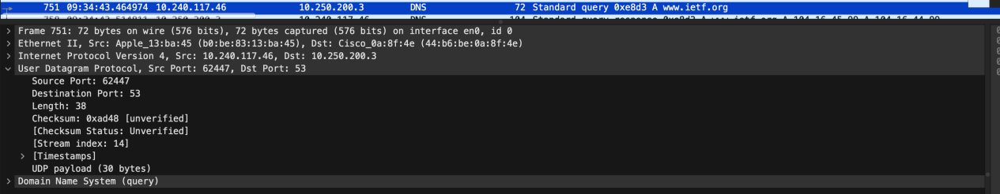 751 09:34:43.464974 10.240.117.46 10.250.200.3 DNS 72 Standard query 0xe8d3 A www.ietf.org
Frame 751: 72 bytes on wire (576 bits), 72 bytes captured (576 bits) on interface en0, id 0
Ethernet II, Src: Apple_13:ba:45 (b0:be:83:13:ba:45), Dst: Cisco_0a:8f:4e (44:b6:be:0a:8f:4e)
Internet Protocol Version 4, Src: 10.240.117.46, Dst: 10.250.200.3
User Datagram Protocol, Src Port: 62447, Dst Port: 53
Source Port: 62447
Destination Port: 53
Length: 38
Checksum: 0xad48 [unverified]
[Checksum Status: Unverified]
[Stream index: 14]
[Timestamps]
UDP payload (30 bytes)
Domain Name System (query)